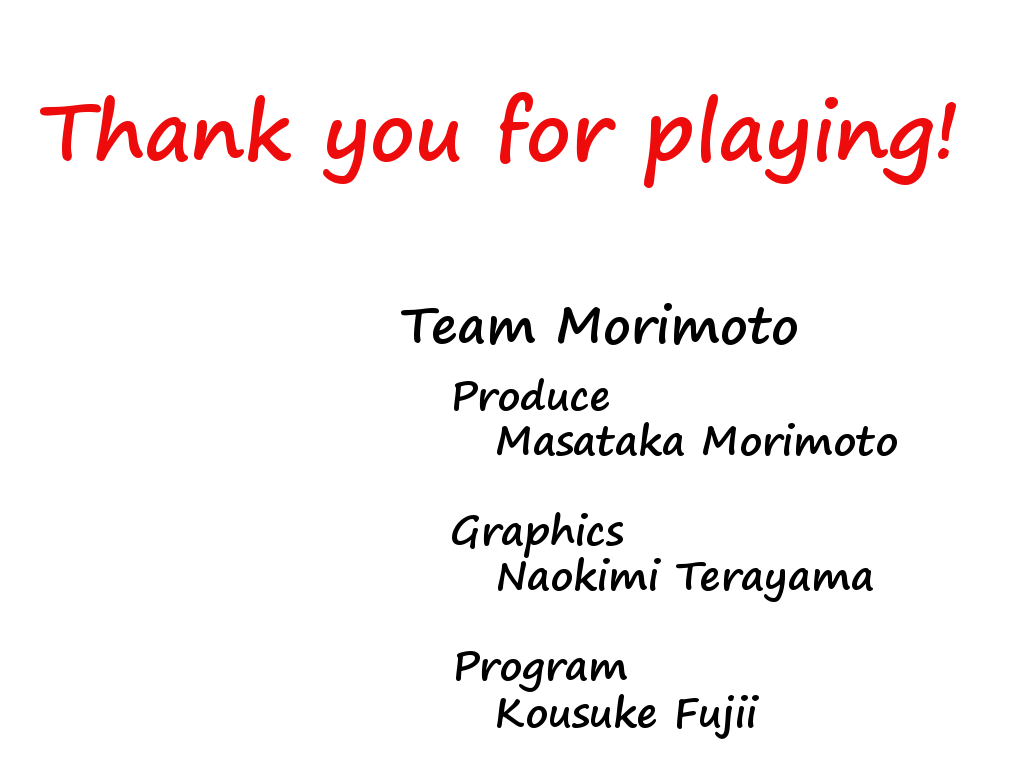 Thank you for playing!
Team Morimoto
Produce
Masataka Morimoto
Graphics
Naokimi Terayama
Program
Kousuke Fujii